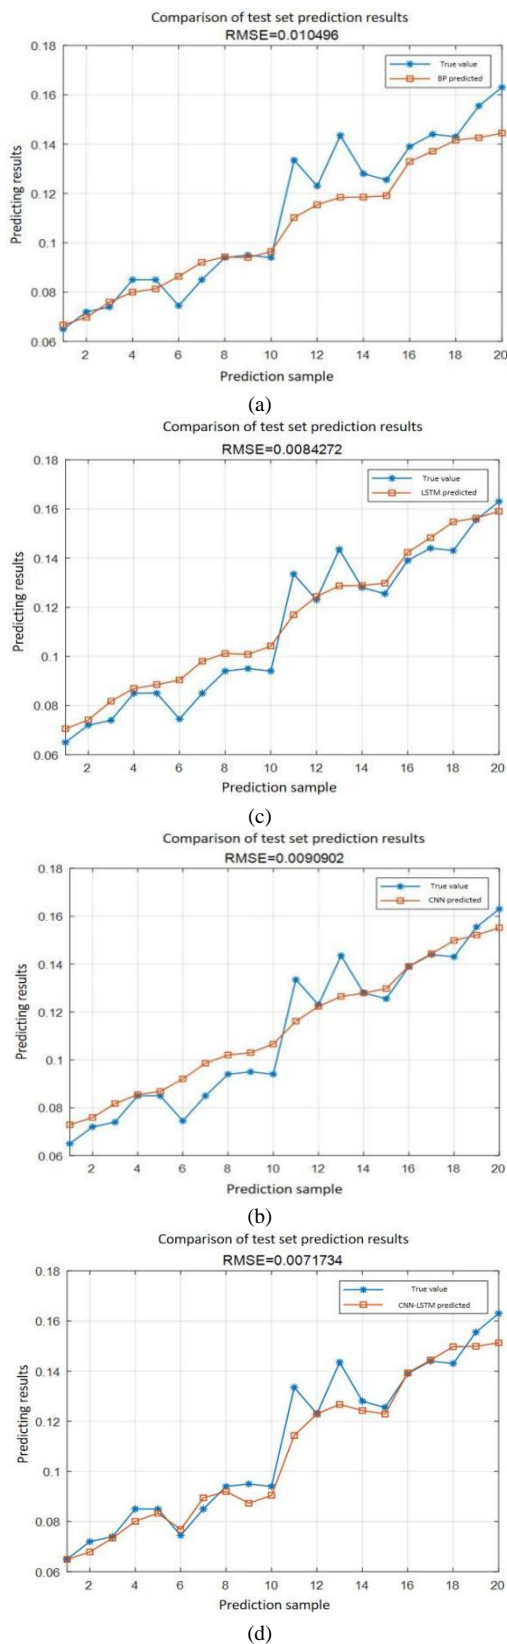 Comparison of test set prediction results
RMSE=0.010496
0.18
0.16
0.14
0.12
0.1
0.08
0.06
Predicting results
True value
BP predicted
2 4 6 8 10 12 14 16 18 20
Prediction sample
(a)
Comparison of test set prediction results
RMSE=0.0084272
0.18
0.16
0.14
0.12
0.1
0.08
0.06
Predicting results
True value
LSTM predicted
2 4 6 8 10 12 14 16 18 20
Prediction sample
(c)
Comparison of test set prediction results
RMSE=0.0090902
0.18
0.16
0.14
0.12
0.1
0.08
0.06
Predicting results
True value
CNN predicted
2 4 6 8 10 12 14 16 18 20
Prediction sample
(b)
Comparison of test set prediction results
RMSE=0.0071734
0.18
0.16
0.14
0.12
0.1
0.08
0.06
Predicting results
True value
CNN-LSTM predicted
2 4 6 8 10 12 14 16 18 20
Prediction sample
(d)